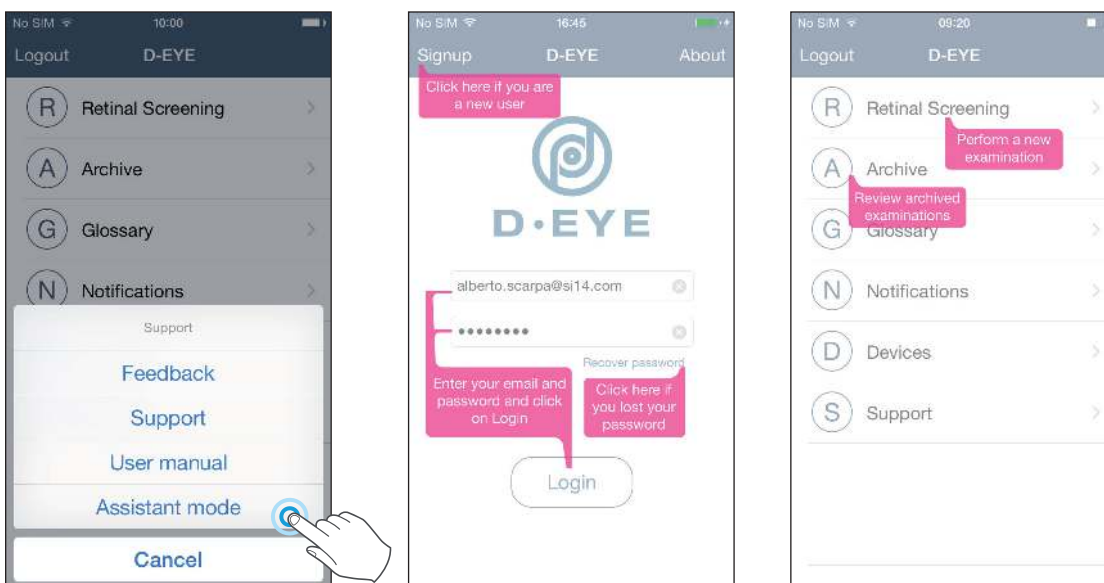 No SIM 10:00
Logout D-EYE
R Retinal Screening
A Archive
G Glossary
N Notifications
Support
Feedback
Support
User manual
Assistant mode
Cancel
No SIM 16:45
Signup D-EYE About
Click here if you are
a new user
D·EYE
alberto.scarpa@si14.com
Recover password
Enter your email and
password and click
on Login
Click here if
you lost your
password
Login
No SIM 09:20
Logout D-EYE
R Retinal Screening
Perform a new
examination
A Archive
Review archived
examinations
G Glossary
N Notifications
D Devices
S Support